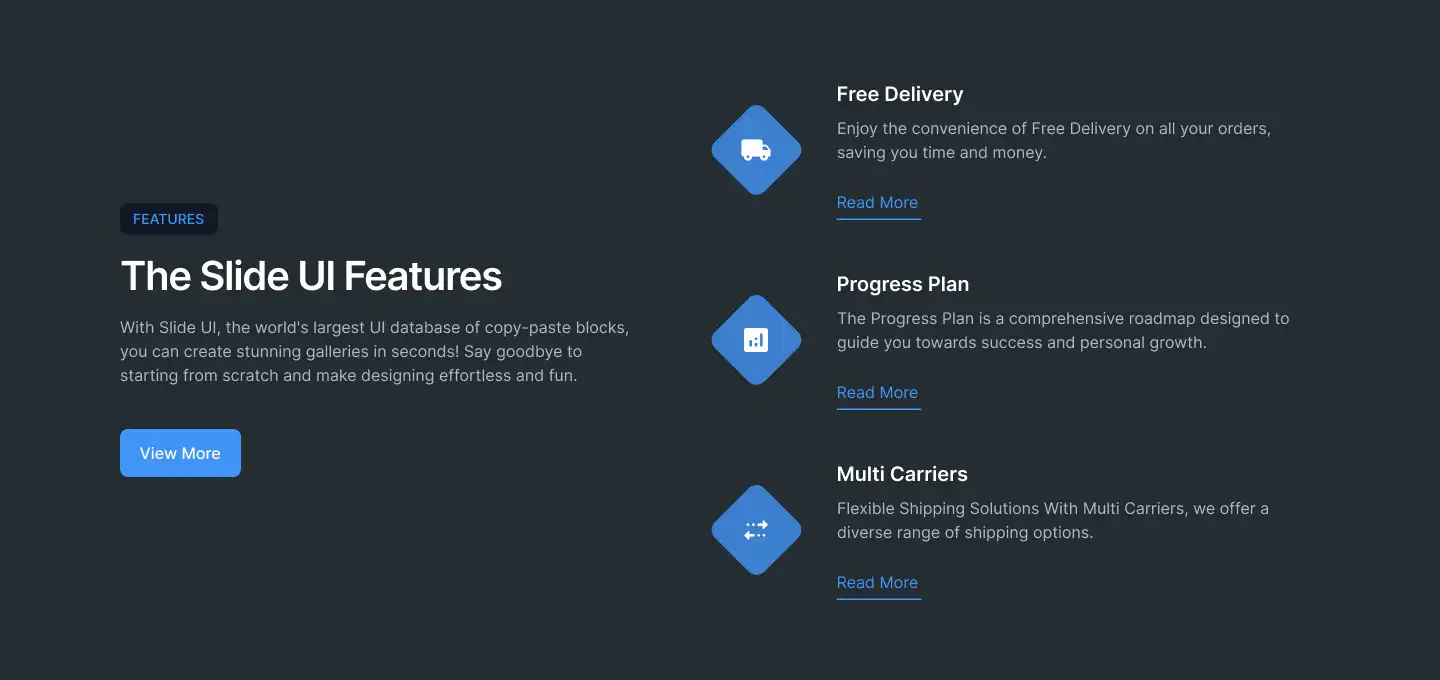 FEATURES
The Slide UI Features
With Slide UI, the world's largest UI database of copy-paste blocks,
you can create stunning galleries in seconds! Say goodbye to
starting from scratch and make designing effortless and fun.
View More
Free Delivery
Enjoy the convenience of Free Delivery on all your orders,
saving you time and money.
Read More
Progress Plan
The Progress Plan is a comprehensive roadmap designed to
guide you towards success and personal growth.
Read More
Multi Carriers
Flexible Shipping Solutions With Multi Carriers, we offer a
diverse range of shipping options.
Read More